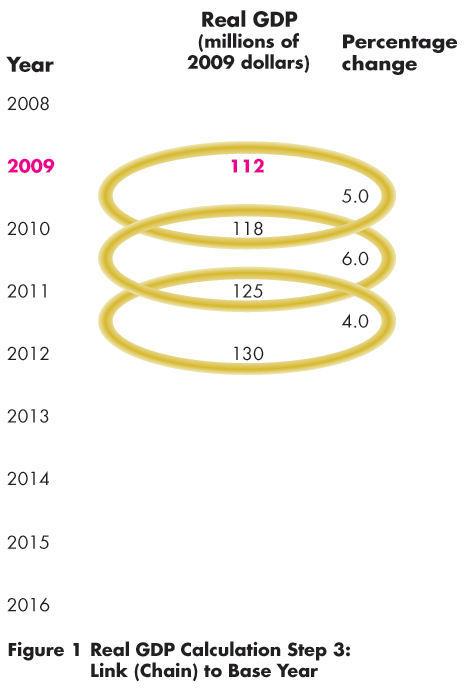 Real GDP
(millions of
2009 dollars)
Percentage
change
Year
2008
2009 112
5.0
2010 118
6.0
2011 125
4.0
2012 130
2013
2014
2015
2016
Figure 1 Real GDP Calculation Step 3:
Link (Chain) to Base Year